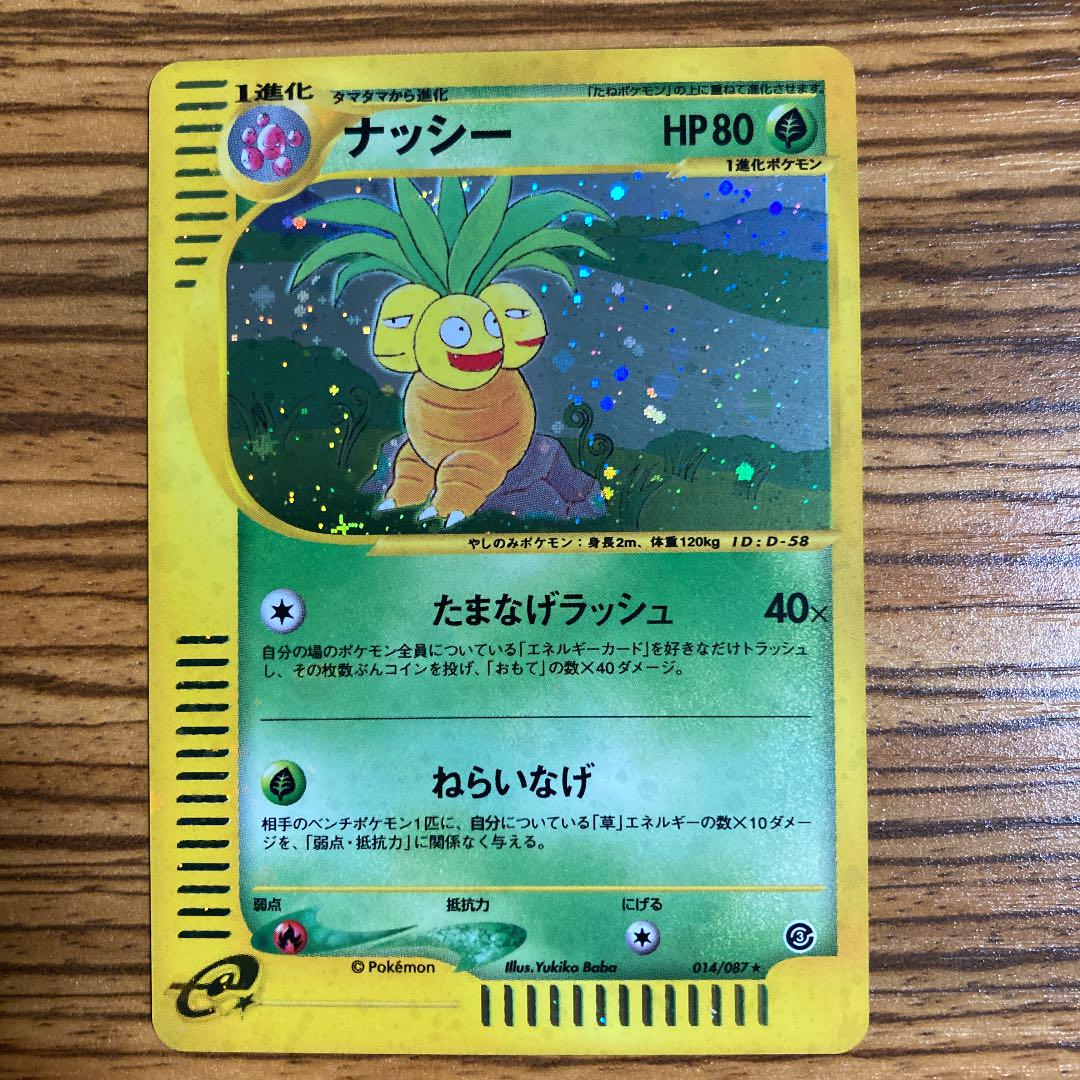 1進化
タマタマから進化
「たねポケモン」の上に重ねて進化させます。
ナッシー HP80
1進化ポケモン
やしのみポケモン：身長2m、体重120kg ID：D-58
たまなげラッシュ 40×
自分の場のポケモン全員についている「エネルギーカード」を好きなだけトラッシュ
し、その枚数ぶんコインを投げ、「おもて」の数×40ダメージ。
ねらいなげ
相手のベンチポケモン1匹に、自分についている「草」エネルギーの数×10ダメー
ジを、「弱点・抵抗力」に関係なく与える。
弱点 抵抗力 にげる
3
e
© Pokémon Illus. Yukiko Baba 014/087 ★